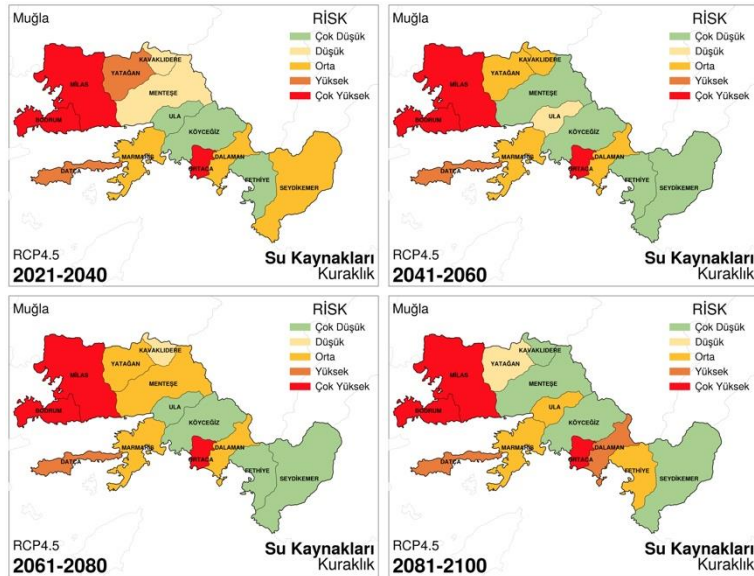 Muğla
RİSK
Çok Düşük
Düşük
Orta
Yüksek
Çok Yüksek
KAVAKLIDERE
YATAĞAN
MİLAS
MENTEŞE
BODRUM
ULA
KÖYCEĞİZ
MARMARİS
DALAMAN
ORTACA
DATÇA
FETHİYE
SEYDİKEMER
RCP4.5
2021-2040
Su Kaynakları
Kuraklık
Muğla
RİSK
Çok Düşük
Düşük
Orta
Yüksek
Çok Yüksek
KAVAKLIDERE
YATAĞAN
MİLAS
MENTEŞE
BODRUM
ULA
KÖYCEĞİZ
MARMARİS
DALAMAN
ORTACA
DATÇA
FETHİYE
SEYDİKEMER
RCP4.5
2041-2060
Su Kaynakları
Kuraklık
Muğla
RİSK
Çok Düşük
Düşük
Orta
Yüksek
Çok Yüksek
KAVAKLIDERE
YATAĞAN
MİLAS
MENTEŞE
BODRUM
ULA
KÖYCEĞİZ
MARMARİS
DALAMAN
ORTACA
DATÇA
FETHİYE
SEYDİKEMER
RCP4.5
2061-2080
Su Kaynakları
Kuraklık
Muğla
RİSK
Çok Düşük
Düşük
Orta
Yüksek
Çok Yüksek
KAVAKLIDERE
YATAĞAN
MİLAS
MENTEŞE
BODRUM
ULA
KÖYCEĞİZ
MARMARİS
DALAMAN
ORTACA
DATÇA
FETHİYE
SEYDİKEMER
RCP4.5
2081-2100
Su Kaynakları
Kuraklık